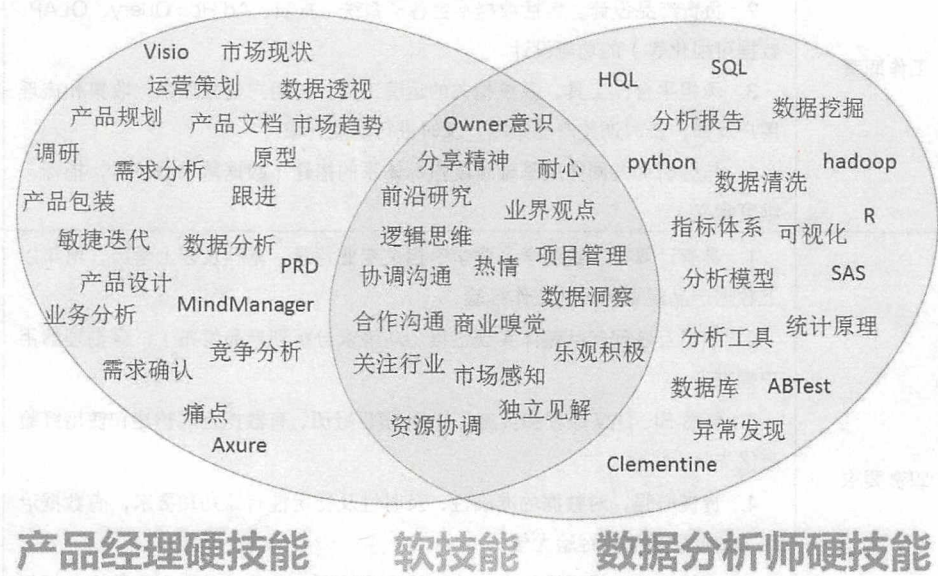 Visio 市场现状
运营策划 数据透视
产品规划 产品文档 市场趋势
调研 需求分析 原型
产品包装 跟进
敏捷迭代 数据分析
PRD
产品设计
MindManager
业务分析
竞争分析
需求确认
痛点
Axure
Owner意识
分享精神 耐心
前沿研究
业界观点
逻辑思维
热情 项目管理
协调沟通
数据洞察
合作沟通 商业嗅觉
乐观积极
关注行业
市场感知
独立见解
资源协调
HQL SQL
分析报告 数据挖掘
python hadoop
数据清洗
R
指标体系 可视化
分析模型 SAS
统计原理
分析工具
数据库 ABTest
异常发现
Clementine
产品经理硬技能 软技能 数据分析师硬技能